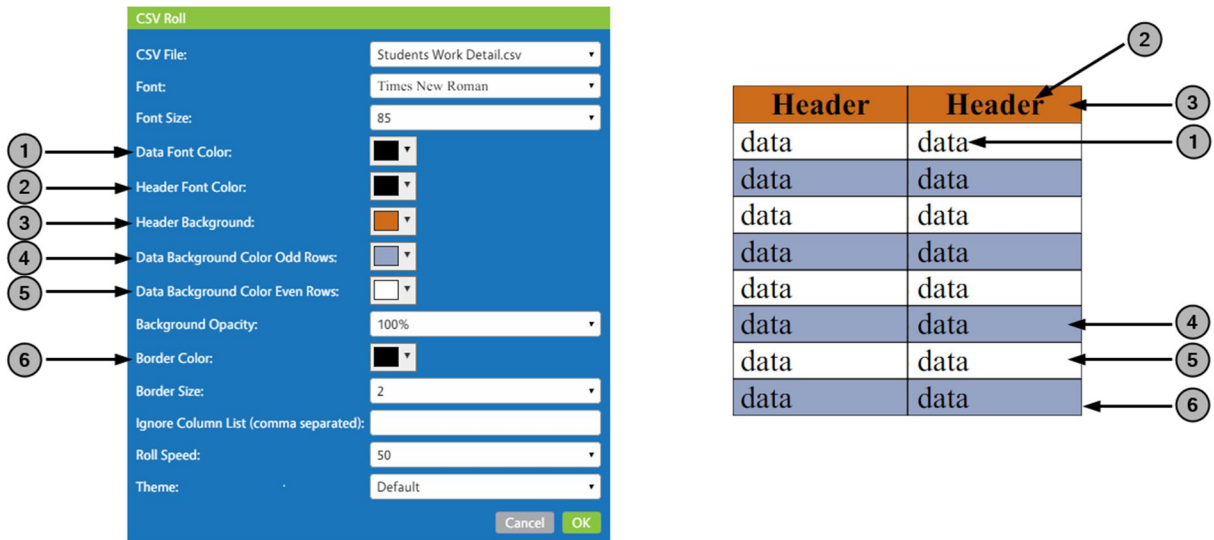 CSV Roll
CSV File: Students Work Detail.csv
Font: Times New Roman
Font Size: 85
1 Data Font Color:
2 Header Font Color:
3 Header Background:
4 Data Background Color Odd Rows:
5 Data Background Color Even Rows:
Background Opacity: 100%
6 Border Color:
Border Size: 2
Ignore Column List (comma separated):
Roll Speed: 50
Theme: Default
Cancel OK
2
Header Header 3
data data 1
data data
data data
data data
data data
data data 4
data data 5
data data 6